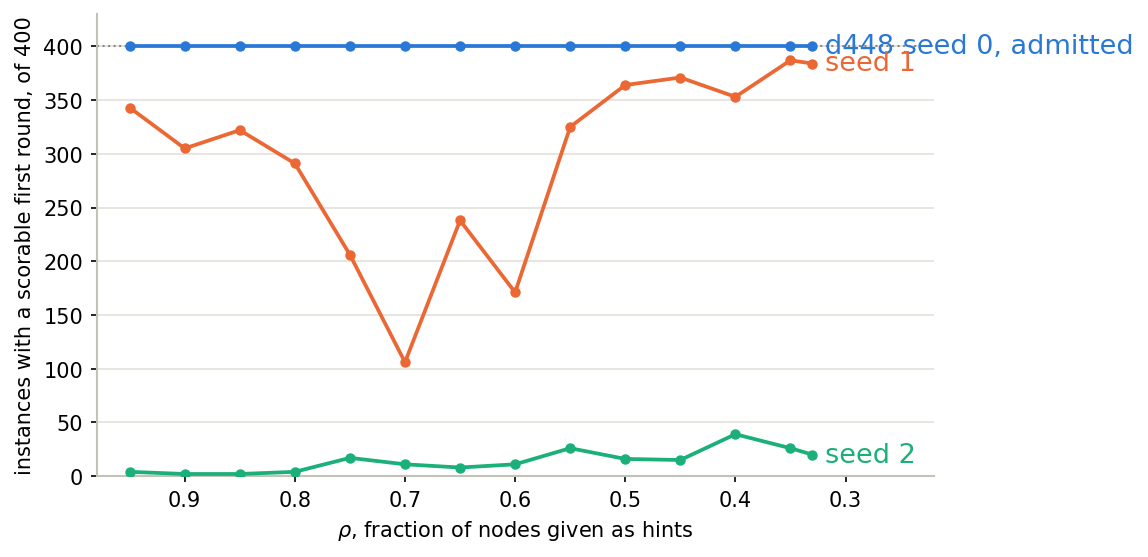 instances with a scorable first round, of 400
400
350
300
250
200
150
100
50
0
d448 seed 0, admitted
seed 1
seed 2
0.9 0.8 0.7 0.6 0.5 0.4 0.3
ρ, fraction of nodes given as hints